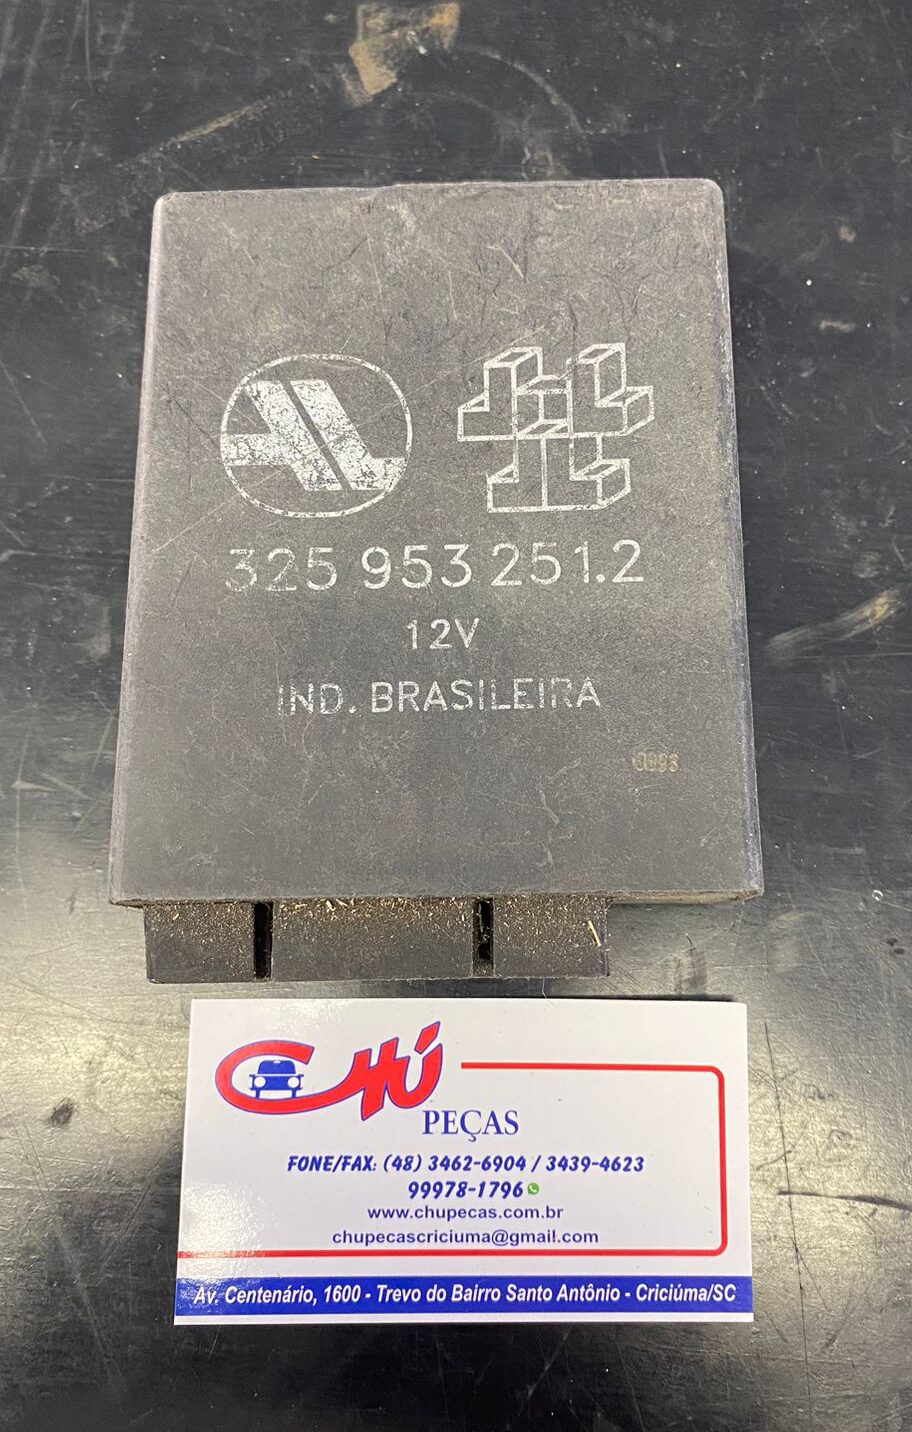 325 953 251.2
12V
IND. BRASILEIRA
CHÚ
PEÇAS
FONE/FAX: (48) 3462-6904 / 3439-4623
99978-1796
www.chupecas.com.br
chupecascriciuma@gmail.com
Av. Centenário, 1600 - Trevo do Bairro Santo Antônio - Criciúma/SC